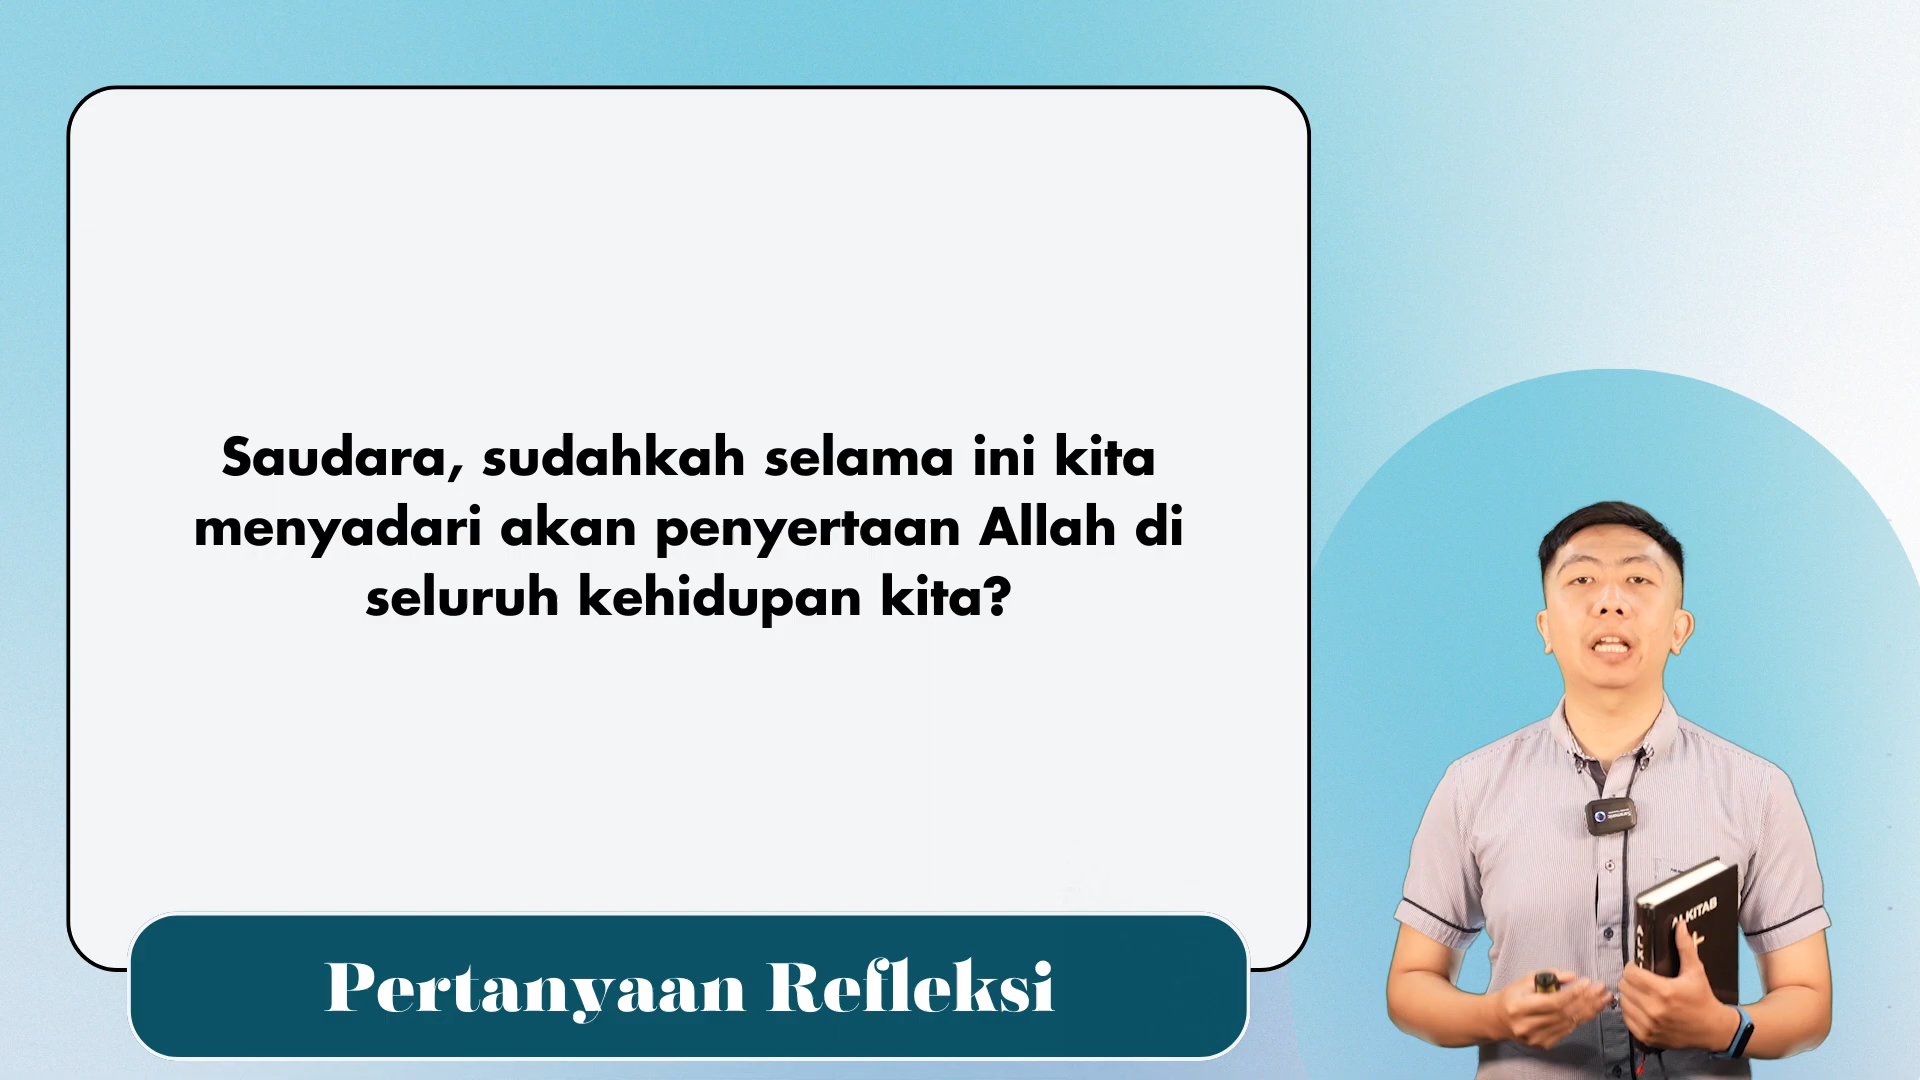 Saudara, sudahkah selama ini kita
menyadari akan penyertaan Allah di
seluruh kehidupan kita?
Pertanyaan Refleksi
ALKITAB